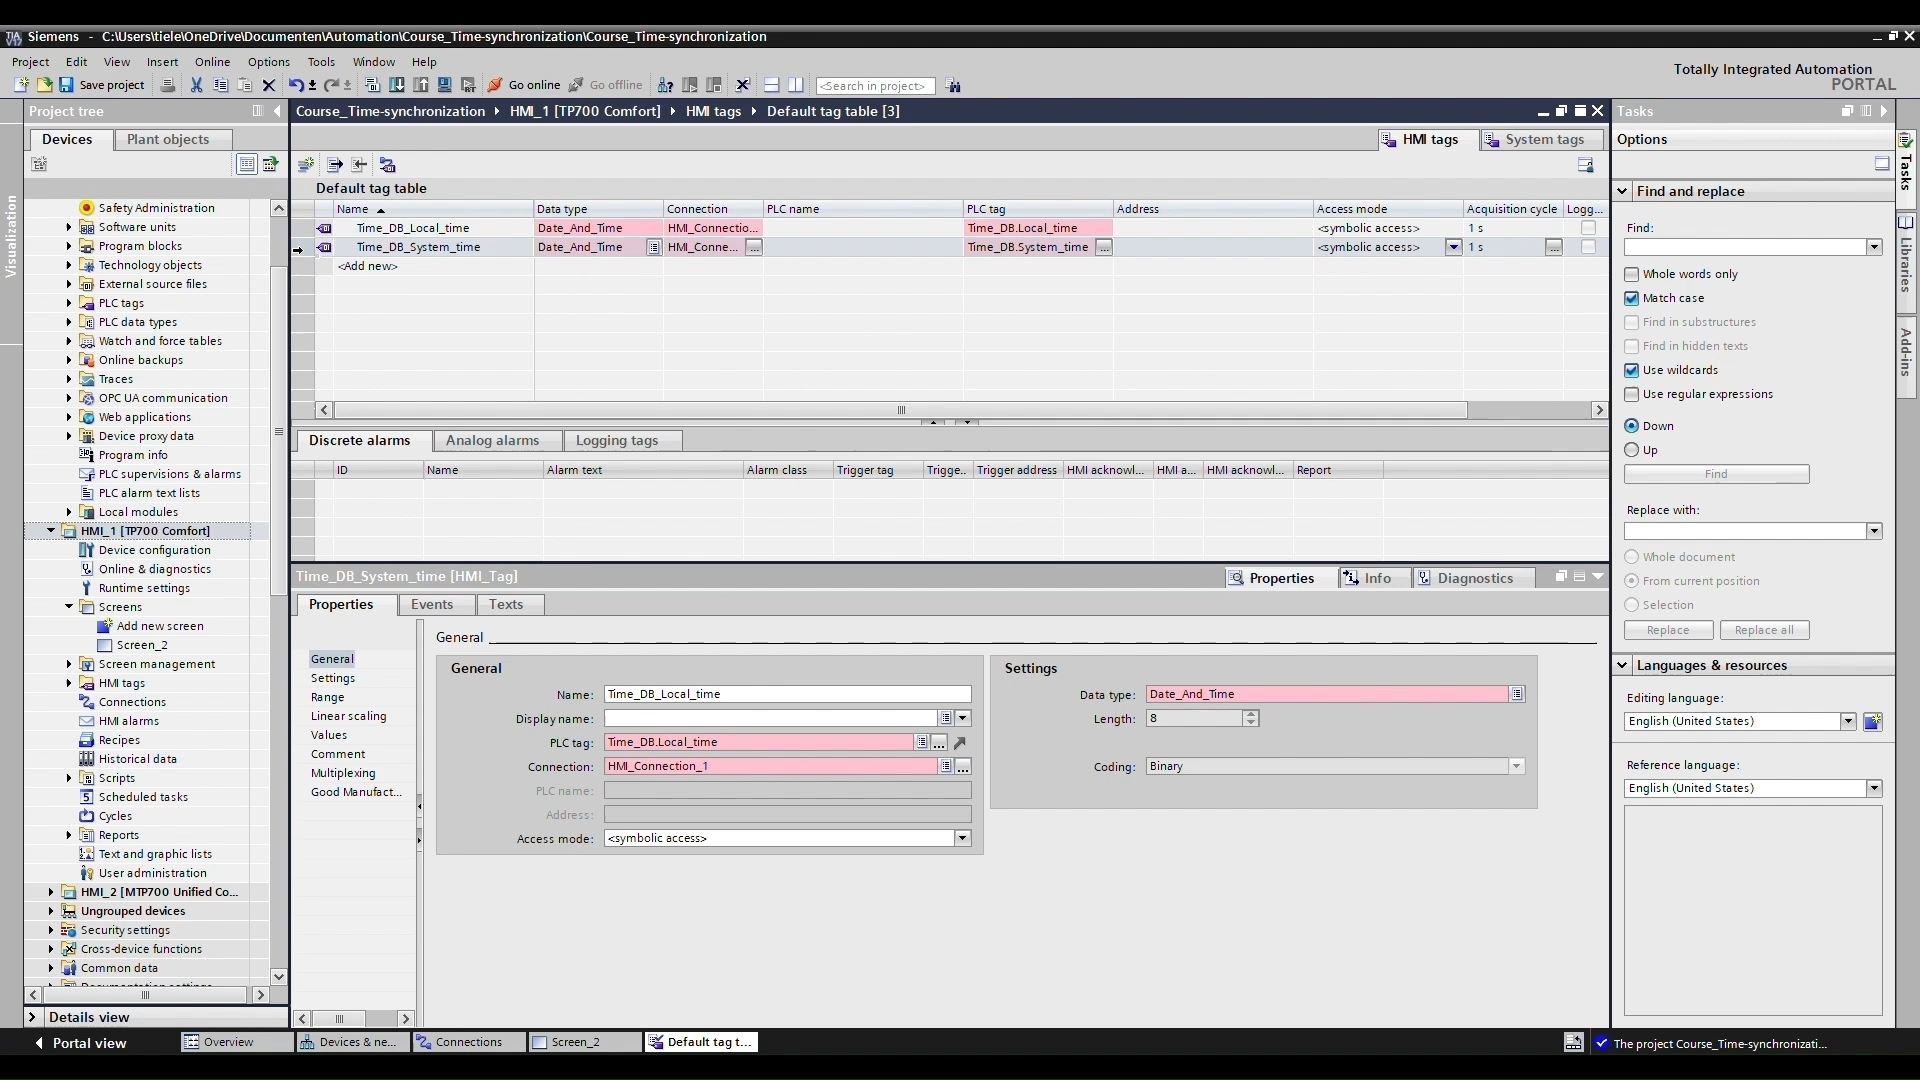 Siemens - C:\Users\tiele\OneDrive\Documenten\Automation\Course_Time-synchronization\Course_Time-synchronization
Project Edit View Insert Online Options Tools Window Help
Totally Integrated Automation
PORTAL
Save project
Go online
Go offline
<Search in project>
Project tree
Course_Time-synchronization HMI_1 [TP700 Comfort] HMI tags Default tag table [3]
Tasks
Devices
Plant objects
HMI tags
System tags
Options
Default tag table
Name Data type Connection PLC name PLC tag Address Access mode Acquisition cycle Logg...
Time_DB_Local_time Date_And_Time HMI_Connectio... Time_DB.Local_time <symbolic access> 1 s
Time_DB_System_time Date_And_Time HMI_Conne... ... Time_DB.System_time ... <symbolic access> 1 s ...
<Add new>
Visualization
Safety Administration
Software units
Program blocks
Technology objects
External source files
PLC tags
PLC data types
Watch and force tables
Online backups
Traces
OPC UA communication
Web applications
Device proxy data
Program info
PLC supervisions & alarms
PLC alarm text lists
Local modules
HMI_1 [TP700 Comfort]
Device configuration
Online & diagnostics
Runtime settings
Screens
Add new screen
Screen_2
Screen management
HMI tags
Connections
HMI alarms
Recipes
Historical data
Scripts
Scheduled tasks
Cycles
Reports
Text and graphic lists
User administration
HMI_2 [MTP700 Unified Co...
Ungrouped devices
Security settings
Cross-device functions
Common data
Details view
Discrete alarms
Analog alarms
Logging tags
ID Name Alarm text Alarm class Trigger tag Trigge.. Trigger address HMI acknowl... HMI a... HMI acknowl... Report
Time_DB_System_time [HMI_Tag]
Properties
Info
Diagnostics
Properties
Events
Texts
General
Settings
Range
Linear scaling
Values
Comment
Multiplexing
Good Manufact...
General
General
Name: Time_DB_Local_time
Display name:
PLC tag: Time_DB.Local_time ...
Connection: HMI_Connection_1 ...
PLC name:
Address:
Access mode: <symbolic access>
Settings
Data type: Date_And_Time
Length: 8
Coding: Binary
Find and replace
Find:
Whole words only
Match case
Find in substructures
Find in hidden texts
Use wildcards
Use regular expressions
Down
Up
Find
Replace with:
Whole document
From current position
Selection
Replace
Replace all
Languages & resources
Editing language:
English (United States)
Reference language:
English (United States)
Tasks
Libraries
Add-ins
Portal view
Overview
Devices & ne...
Connections
Screen_2
Default tag t...
The project Course_Time-synchronizati...